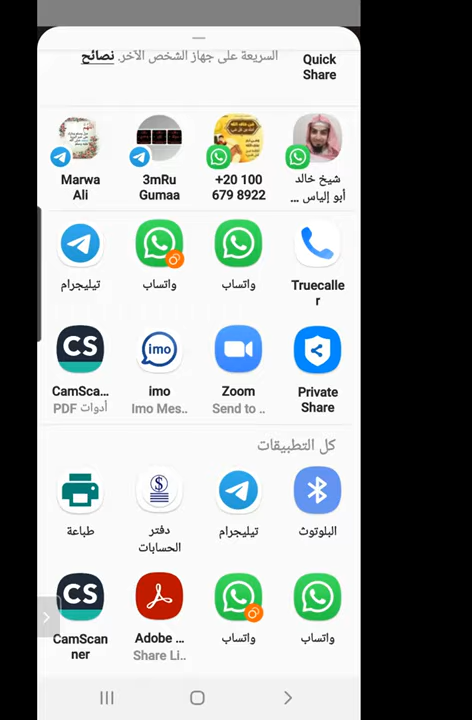 السريعة على جهاز الشخص الآخر. نصائح
Quick
Share
شيخ خالد
أبو إلياس ...
+20 100
679 8922
3mRu
Gumaa
Marwa
Ali
Truecalle
r
واتساب
واتساب
تيليجرام
Private
Share
Zoom
Send to ..
imo
Imo Mes..
CS
CamSca...
أدوات PDF
كل التطبيقات
البلوتوث
تيليجرام
دفتر
الحسابات
طباعة
واتساب
واتساب
Adobe ...
Share Li..
CS
CamScan
ner